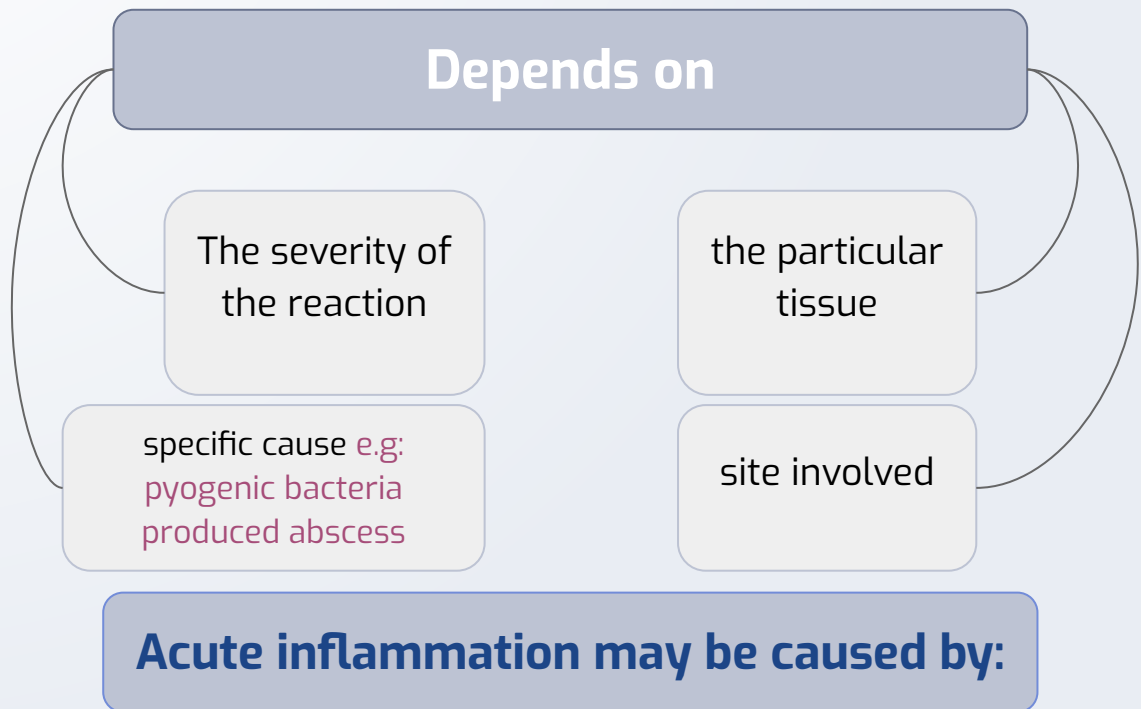 Depends on
The severity of
the reaction
the particular
tissue
specific cause e.g:
pyogenic bacteria
produced abscess
site involved
Acute inflammation may be caused by: